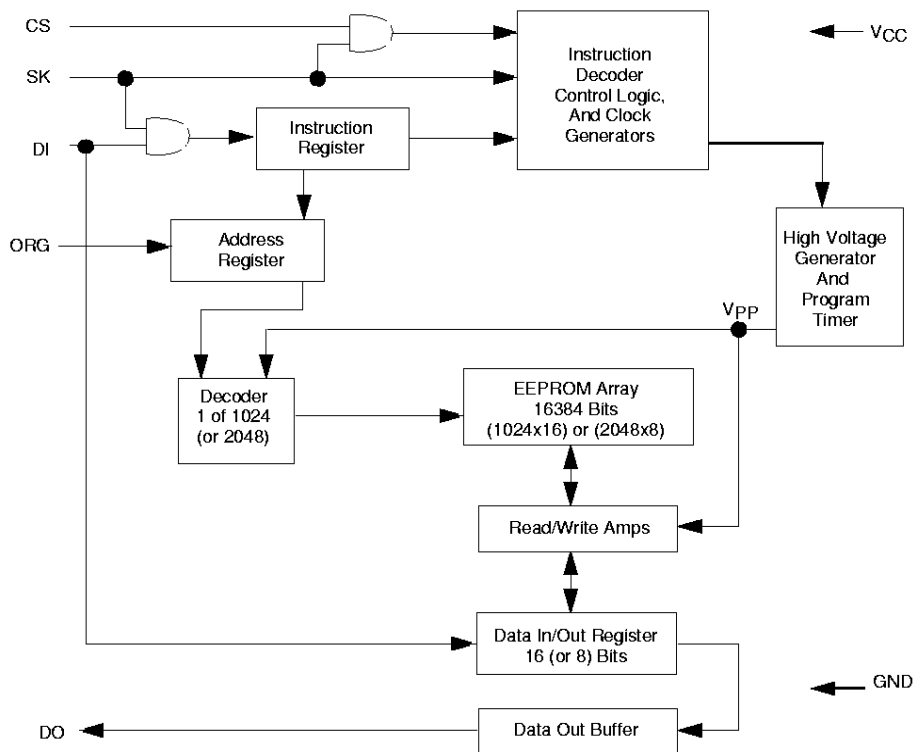 CS
SK
DI
ORG
Instruction
Decoder
Control Logic,
And Clock
Generators
VCC
Instruction
Register
Address
Register
High Voltage
Generator
And
Program
Timer
VPP
Decoder
1 of 1024
(or 2048)
EEPROM Array
16384 Bits
(1024x16) or (2048x8)
Read/Write Amps
Data In/Out Register
16 (or 8) Bits
GND
DO
Data Out Buffer